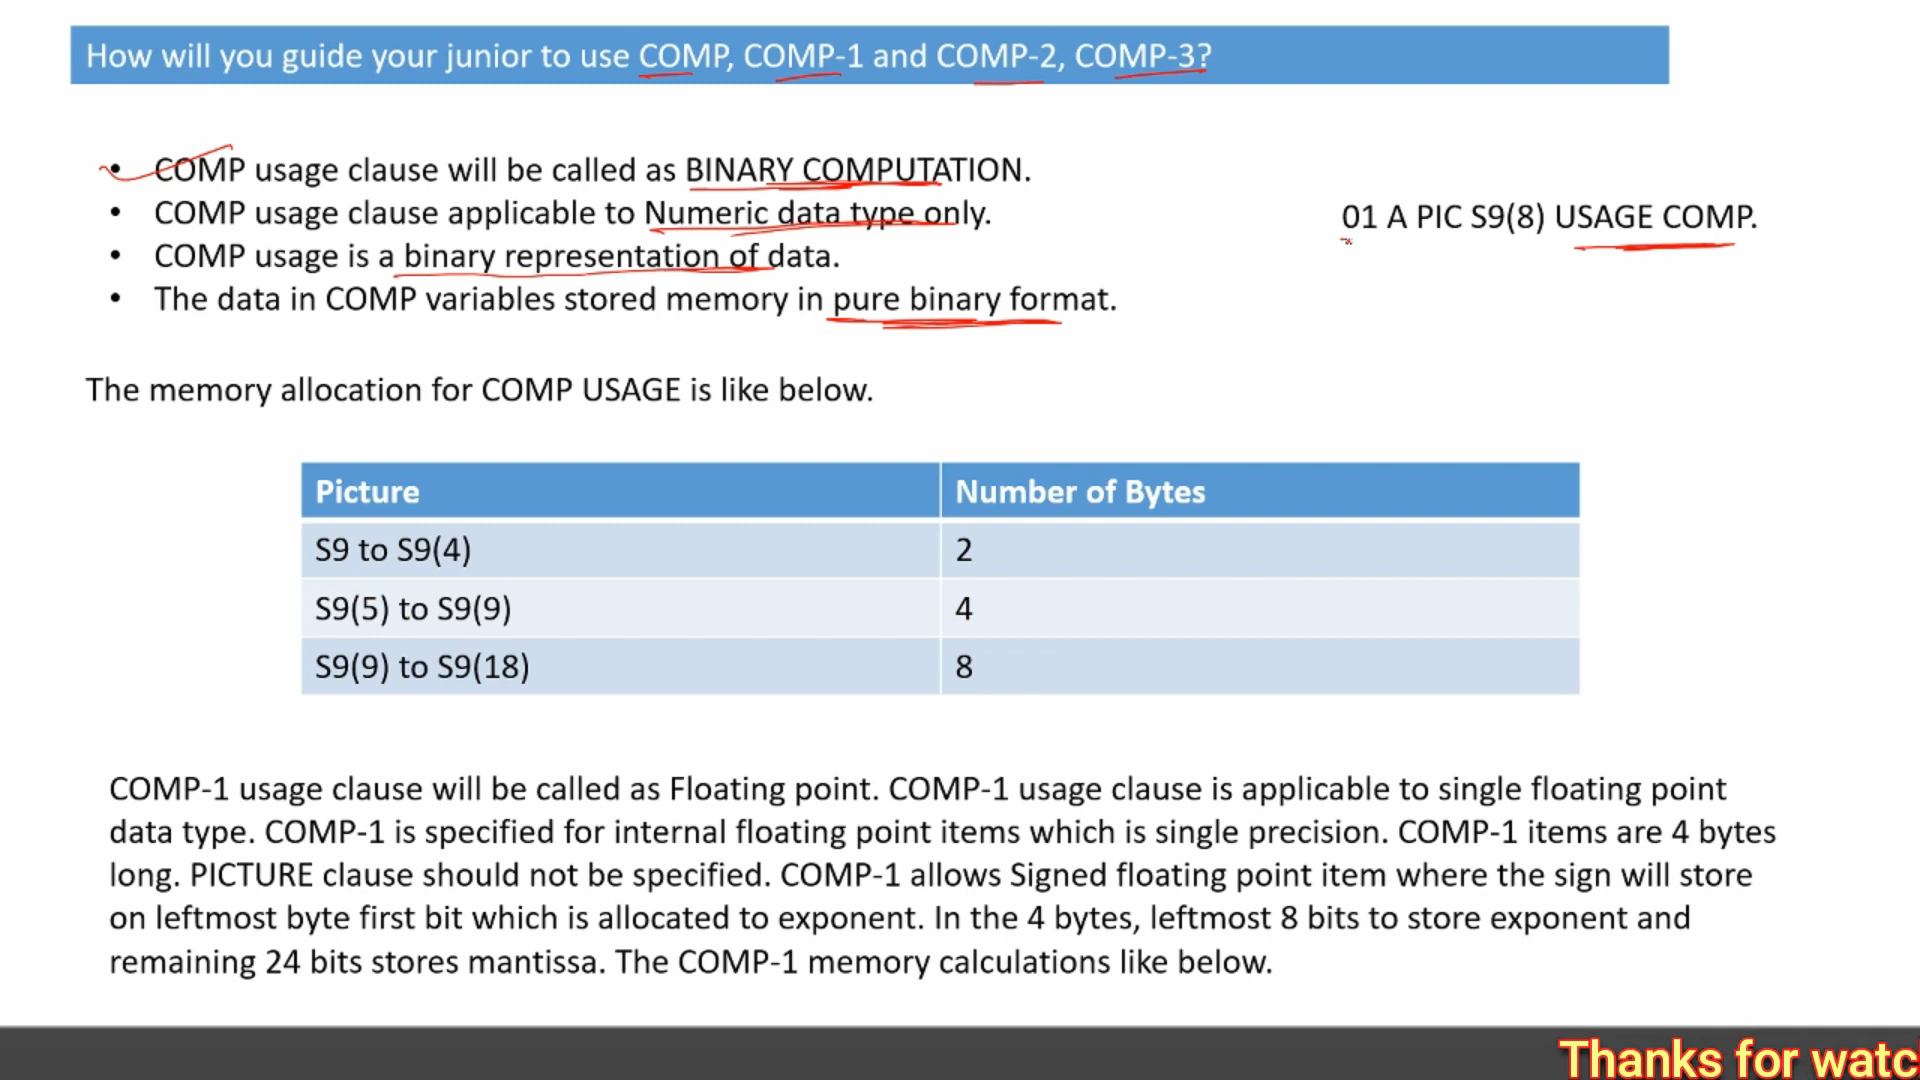 How will you guide your junior to use COMP, COMP-1 and COMP-2, COMP-3?
• COMP usage clause will be called as BINARY COMPUTATION.
• COMP usage clause applicable to Numeric data type only.
• COMP usage is a binary representation of data.
• The data in COMP variables stored memory in pure binary format.
01 A PIC S9(8) USAGE COMP.
The memory allocation for COMP USAGE is like below.
Picture Number of Bytes
S9 to S9(4) 2
S9(5) to S9(9) 4
S9(9) to S9(18) 8
COMP-1 usage clause will be called as Floating point. COMP-1 usage clause is applicable to single floating point
data type. COMP-1 is specified for internal floating point items which is single precision. COMP-1 items are 4 bytes
long. PICTURE clause should not be specified. COMP-1 allows Signed floating point item where the sign will store
on leftmost byte first bit which is allocated to exponent. In the 4 bytes, leftmost 8 bits to store exponent and
remaining 24 bits stores mantissa. The COMP-1 memory calculations like below.
Thanks for watc